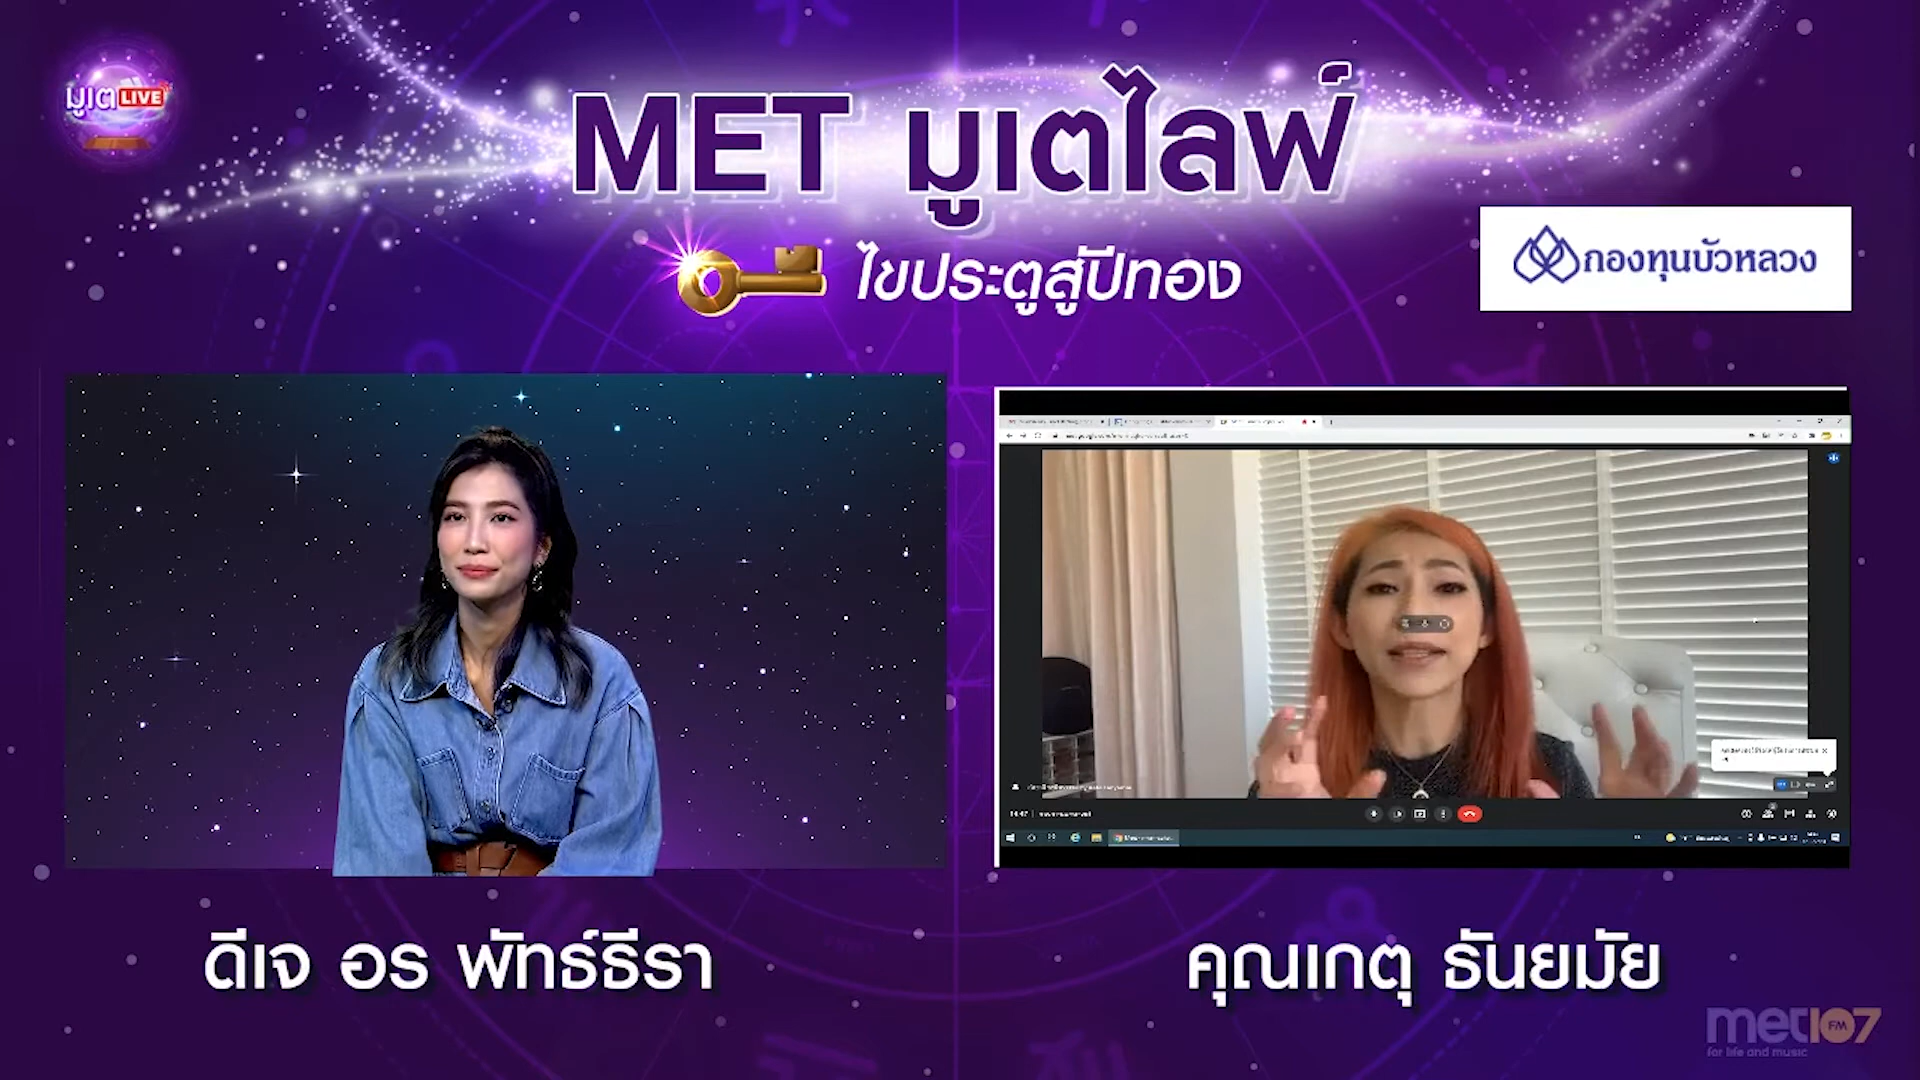 มูเตLIVE
MET มูเตไลฟ์
ไขประตูสู่ปีทอง
กองทุนบัวหลวง
ดีเจ อร พัทธ์ธีรา
คุณเกตุ ธันยมัย
met107
FM
for life and music